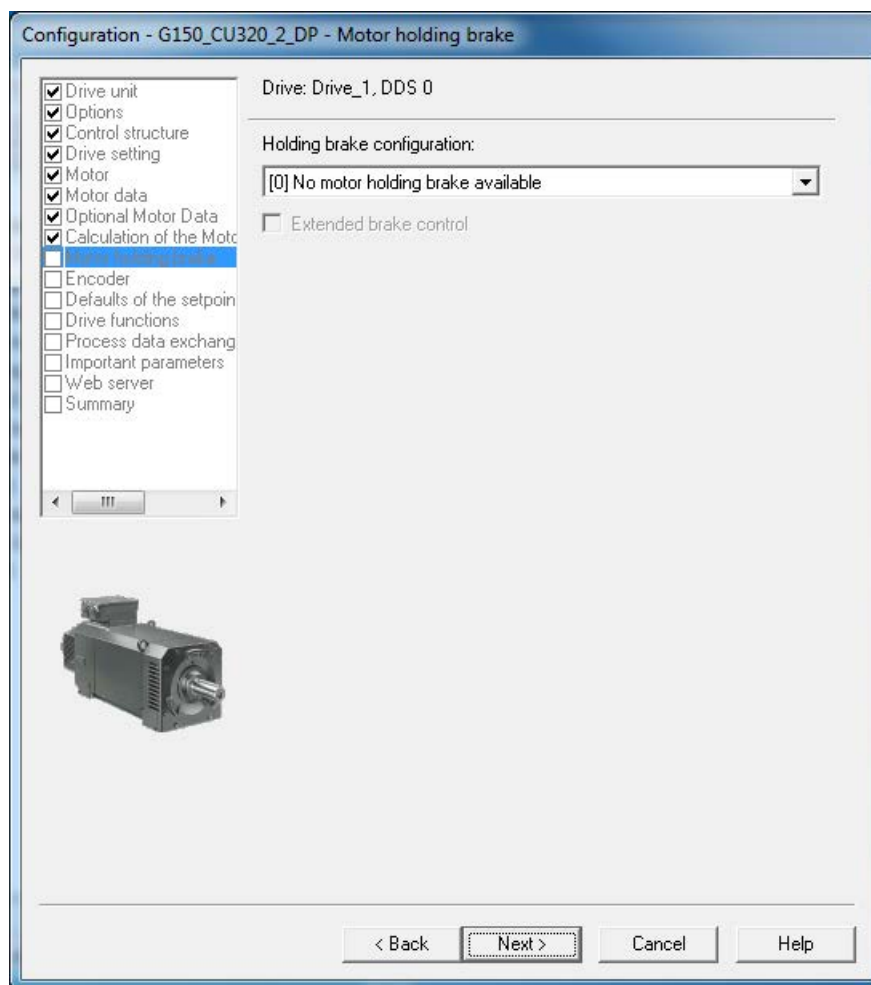 Configuration - G150_CU320_2_DP - Motor holding brake
Drive unit
Options
Control structure
Drive setting
Motor
Motor data
Optional Motor Data
Calculation of the Moto
Motor holding brake
Encoder
Defaults of the setpoin
Drive functions
Process data exchang
Important parameters
Web server
Summary
Drive: Drive_1, DDS 0
Holding brake configuration:
[0] No motor holding brake available
Extended brake control
< Back
Next >
Cancel
Help